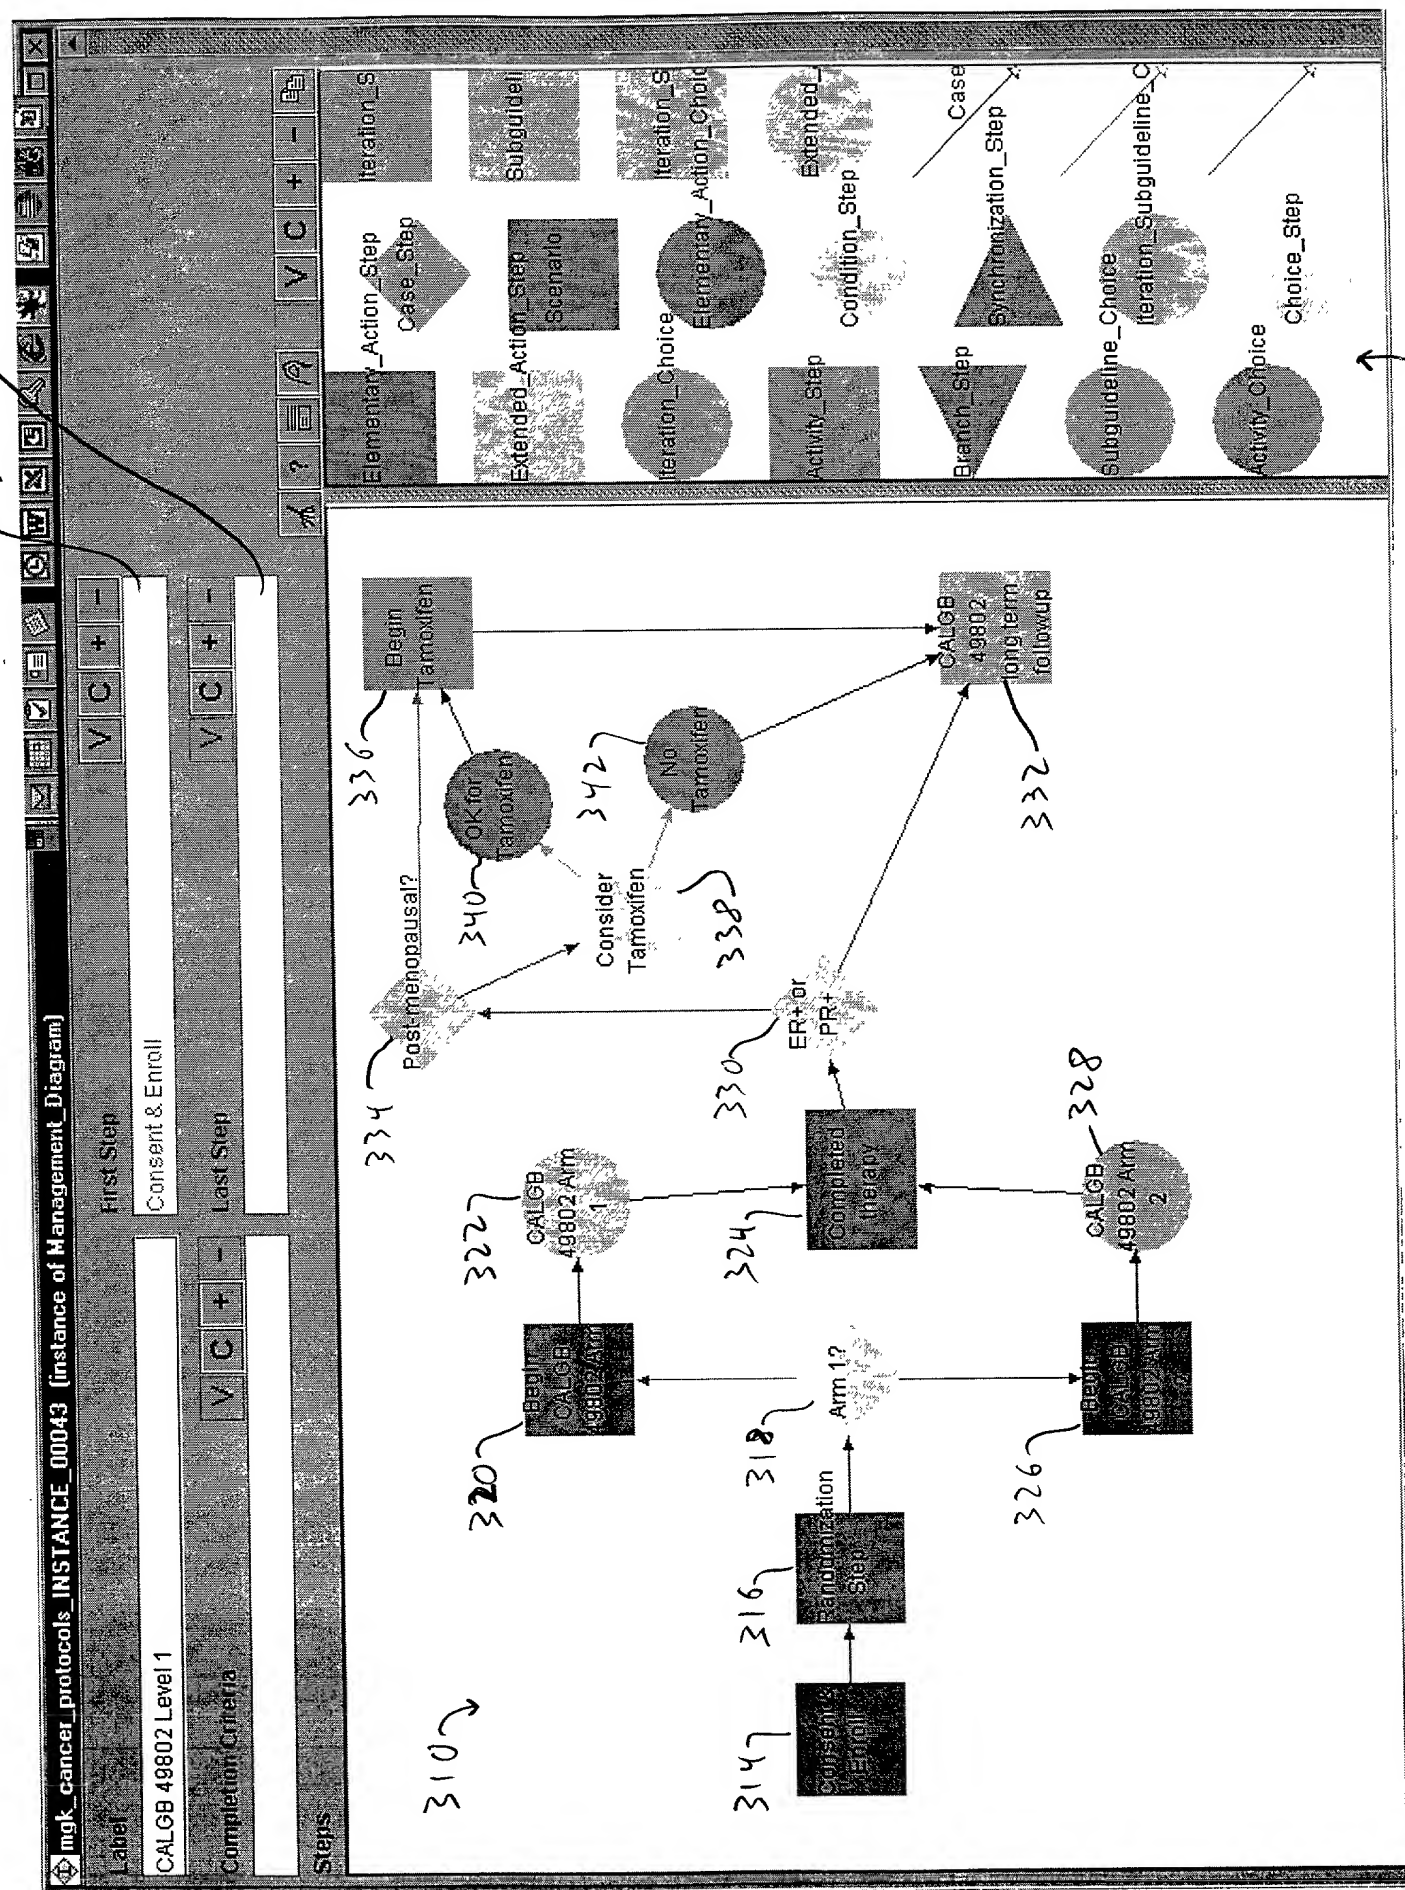 mgk_cancer_protocols_INSTANCE_00043 (instance of Management_Diagram)
Label
CALGB 49802 Level 1
V C + -
First Step
Consent & Enroll
V C + -
Completion Criteria
V C + -
Last Step
Steps
?
V C + -
310
314
Consent &
Enroll
316
Randomization
Step
318
Arm 1?
320
Begin
CALGB
49802 Arm
322
CALGB
49802 Arm
1
324
Completed
therapy
326
Begin
CALGB
49802 Arm
328
CALGB
49802 Arm
2
330
ER+ or
PR+
334
Post-menopausal?
336
Begin
Tamoxifen
340
OK for
Tamoxifen
338
Consider
Tamoxifen
342
No
Tamoxifen
332
CALGB
49802
long term
followup
Elementary_Action_Step
Case_Step
Iteration_S
Extended_Action_Step
Scenario
Subguideli
Iteration_Choice
Elementary_Action_Choic
Iteration_S
Activity_Step
Condition_Step
Extended_
Branch_Step
Synchronization_Step
Case
Subguideline_Choice
Iteration_Subguideline_C
Activity_Choice
Choice_Step